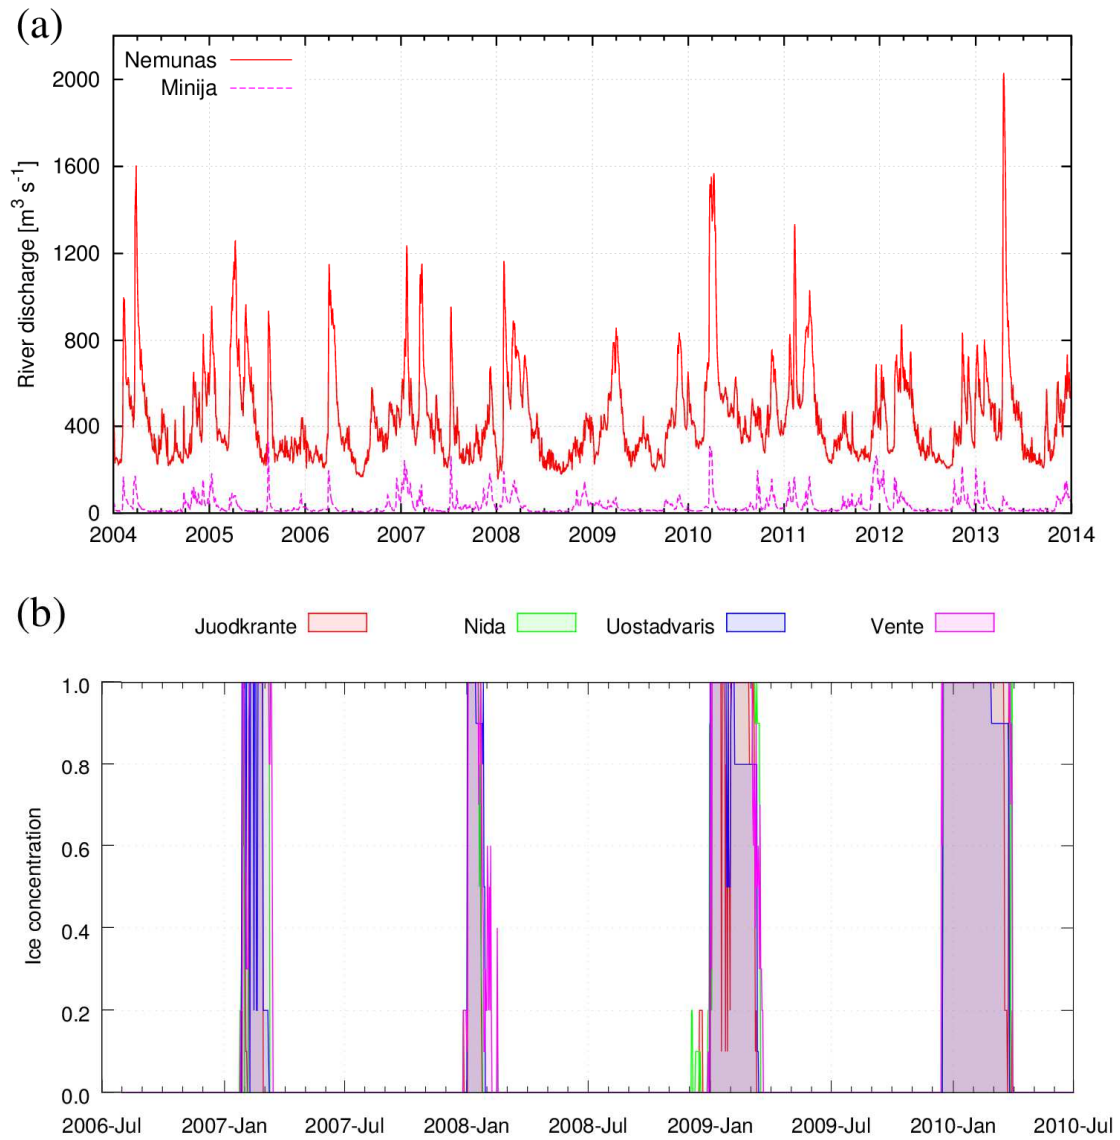 (a)
Nemunas
Minija
River discharge [m³ s⁻¹]
2000
1600
1200
800
400
0
2004 2005 2006 2007 2008 2009 2010 2011 2012 2013 2014
(b)
Juodkrante Nida Uostadvaris Vente
Ice concentration
1.0
0.8
0.6
0.4
0.2
0.0
2006-Jul 2007-Jan 2007-Jul 2008-Jan 2008-Jul 2009-Jan 2009-Jul 2010-Jan 2010-Jul